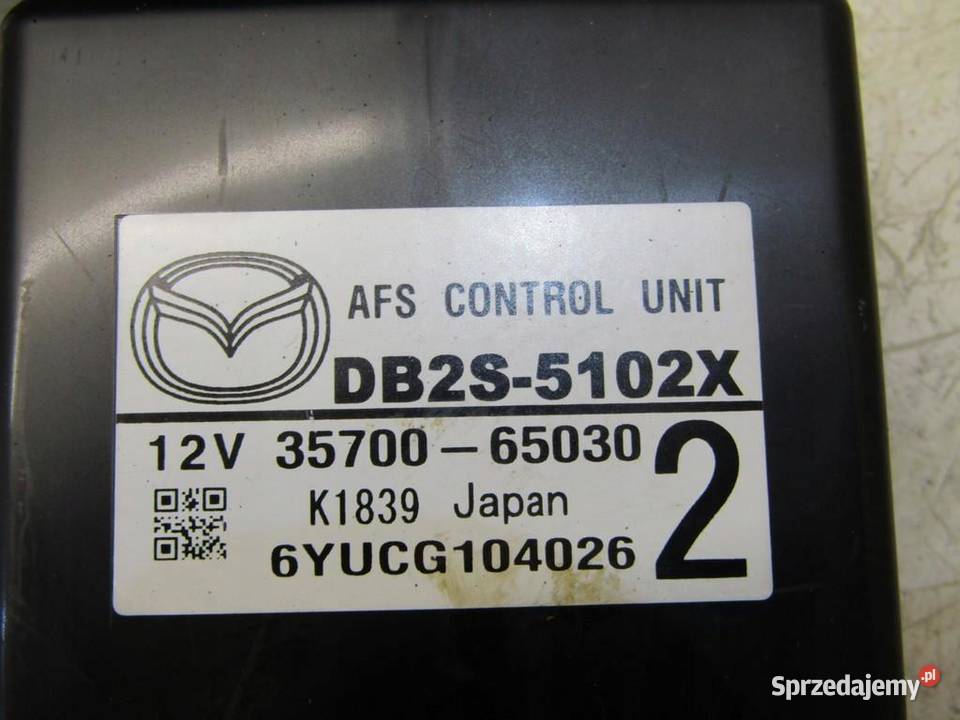 AFS CONTROL UNIT
DB2S-5102X
12V 35700-65030
2
K1839 Japan
6YUCG104026
Sprzedajemy.pl